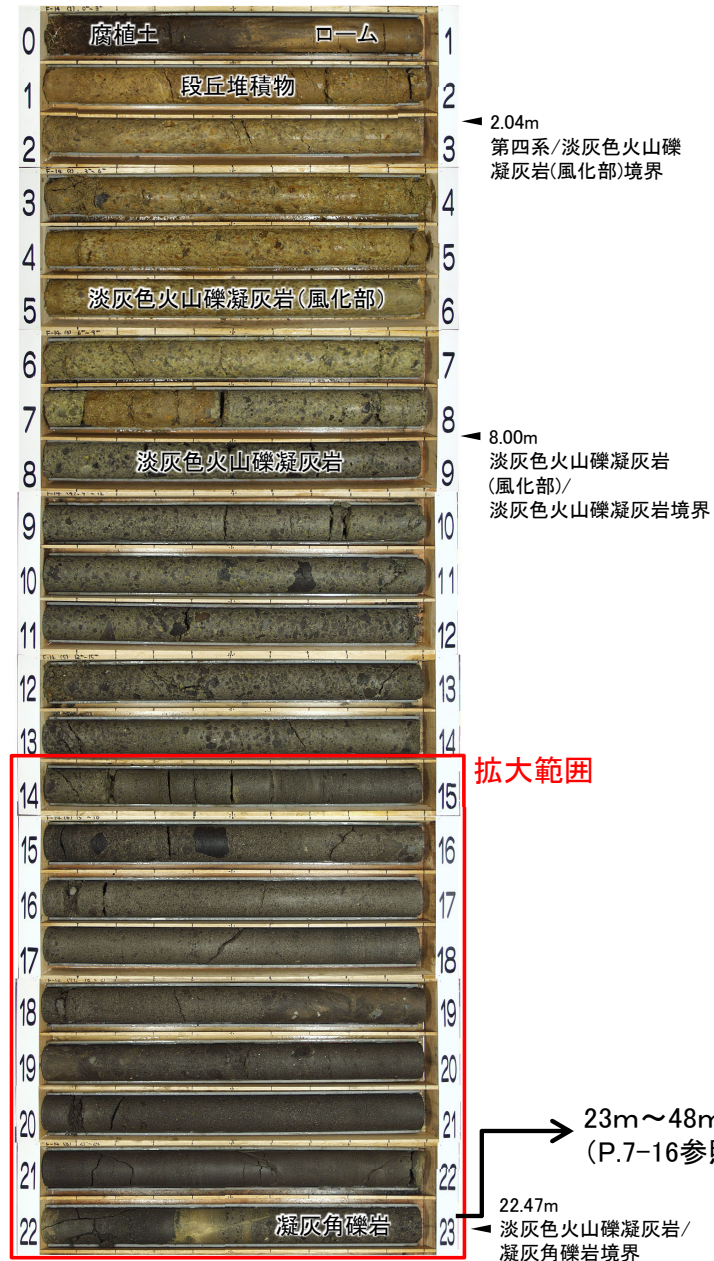 0 腐植土 ローム 1
1 段丘堆積物 2
2 3
◄ 2.04m
第四系/淡灰色火山礫
凝灰岩(風化部)境界
3 4
4 5
5 淡灰色火山礫凝灰岩(風化部) 6
6 7
7 8
◄ 8.00m
淡灰色火山礫凝灰岩
(風化部)/
淡灰色火山礫凝灰岩境界
8 淡灰色火山礫凝灰岩 9
9 10
10 11
11 12
12 13
13 14
拡大範囲
14 15
15 16
16 17
17 18
18 19
19 20
20 21
23m~48m
(P.7-16参照
21 22
22 凝灰角礫岩 23
22.47m
◄ 淡灰色火山礫凝灰岩/
凝灰角礫岩境界